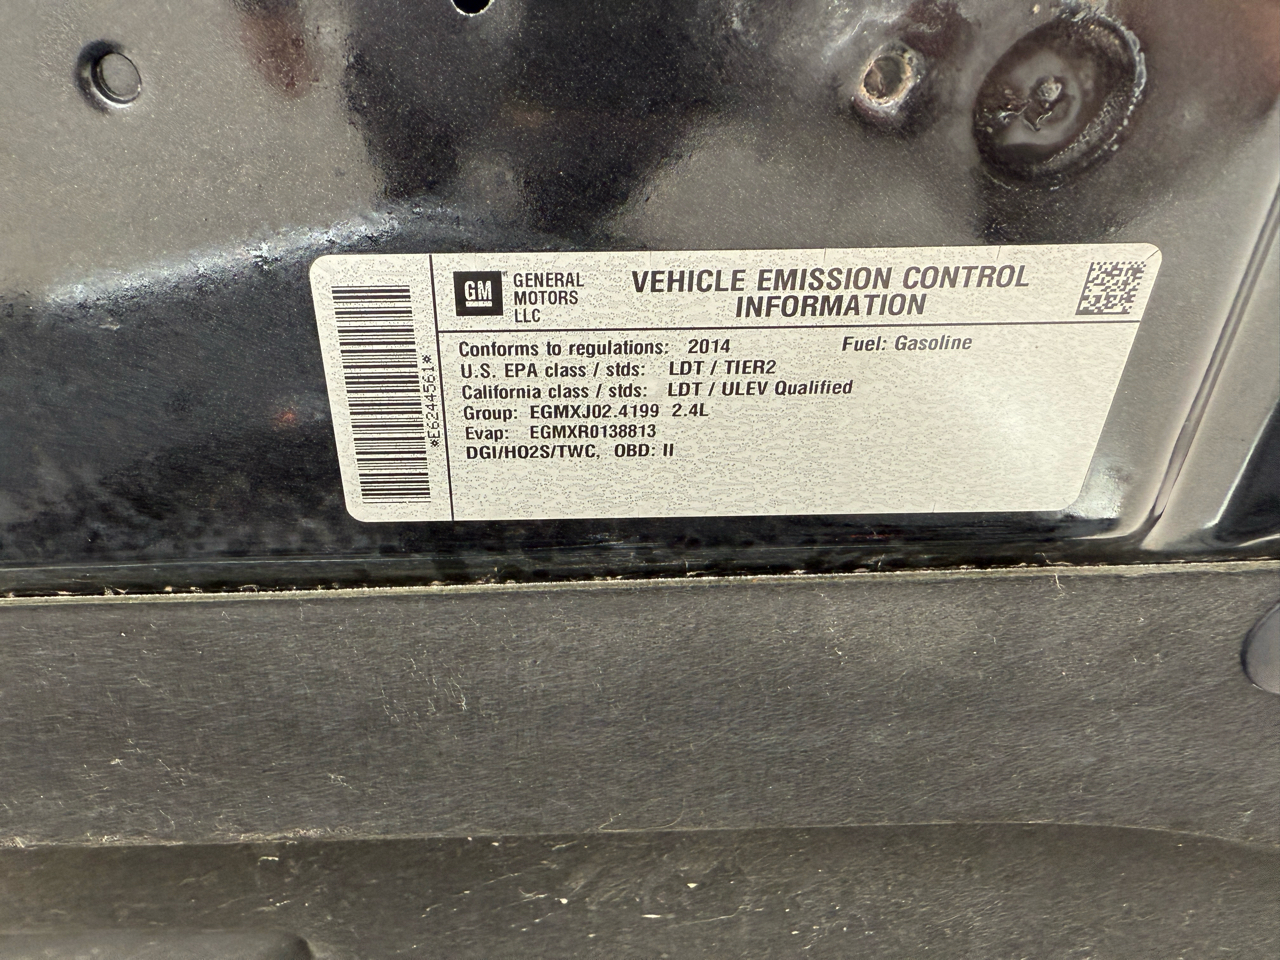 GM
GENERAL
MOTORS
LLC
VEHICLE EMISSION CONTROL
INFORMATION
Conforms to regulations: 2014 Fuel: Gasoline
U.S. EPA class / stds: LDT / TIER2
California class / stds: LDT / ULEV Qualified
Group: EGMXJ02.4199 2.4L
Evap: EGMXR0138813
DGI/HO2S/TWC, OBD: II
*E6244561*